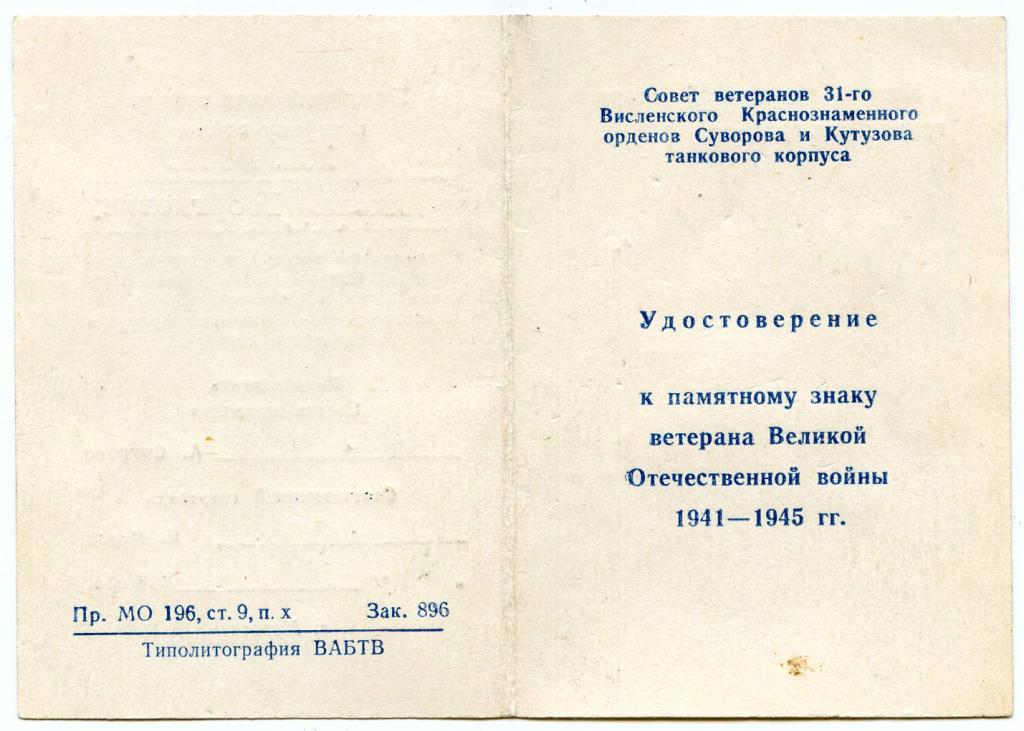 Совет ветеранов 31-го
Висленского Краснознаменного
орденов Суворова и Кутузова
танкового корпуса
Удостоверение
к памятному знаку
ветерана Великой
Отечественной войны
1941—1945 гг.
Пр. МО 196, ст. 9, п. х Зак. 896
Типолитография ВАБТВ